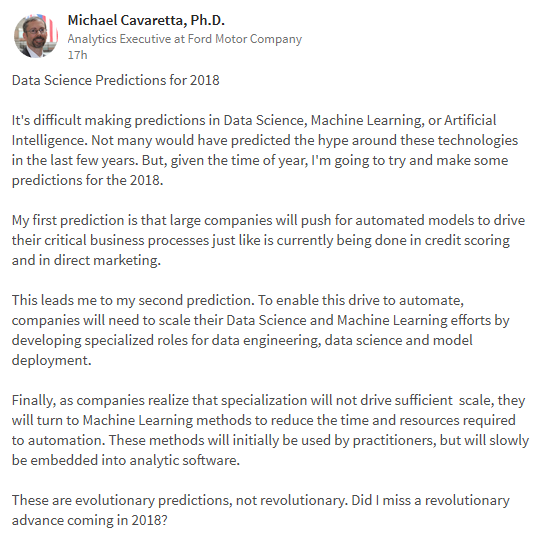 Michael Cavaretta, Ph.D.
Analytics Executive at Ford Motor Company
17h
Data Science Predictions for 2018
It's difficult making predictions in Data Science, Machine Learning, or Artificial
Intelligence. Not many would have predicted the hype around these technologies
in the last few years. But, given the time of year, I'm going to try and make some
predictions for the 2018.
My first prediction is that large companies will push for automated models to drive
their critical business processes just like is currently being done in credit scoring
and in direct marketing.
This leads me to my second prediction. To enable this drive to automate,
companies will need to scale their Data Science and Machine Learning efforts by
developing specialized roles for data engineering, data science and model
deployment.
Finally, as companies realize that specialization will not drive sufficient  scale, they
will turn to Machine Learning methods to reduce the time and resources required
to automation. These methods will initially be used by practitioners, but will slowly
be embedded into analytic software.
These are evolutionary predictions, not revolutionary. Did I miss a revolutionary
advance coming in 2018?